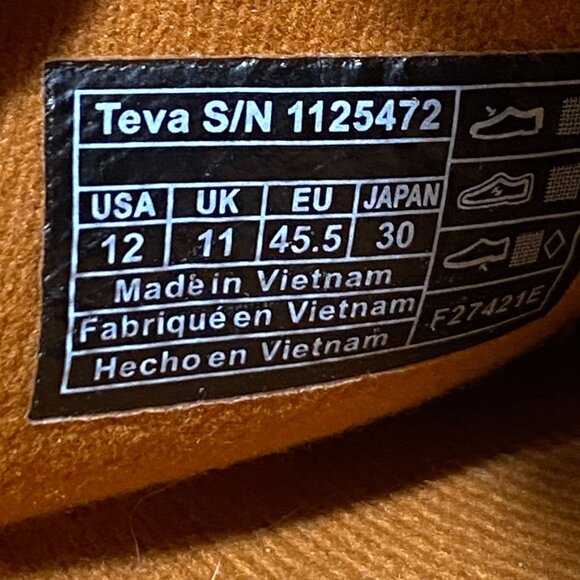 Teva S/N 1125472
USA UK EU JAPAN
12 11 45.5 30
Made in Vietnam
Fabriqué en Vietnam
Hecho en Vietnam
F27421E